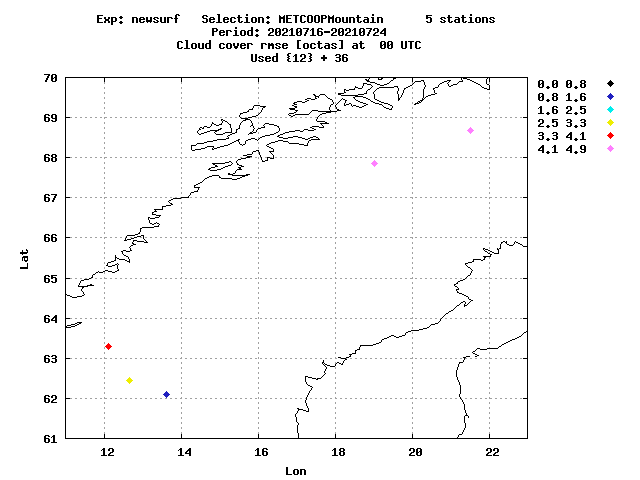 Exp: newsurf   Selection: METCOOPMountain      5 stations
Period: 20210716-20210724
Cloud cover rmse [octas] at  00 UTC
Used {12} + 36
70
69
68
67
66
65
64
63
62
61
Lat
12 14 16 18 20 22
Lon
0.0 0.8
0.8 1.6
1.6 2.5
2.5 3.3
3.3 4.1
4.1 4.9